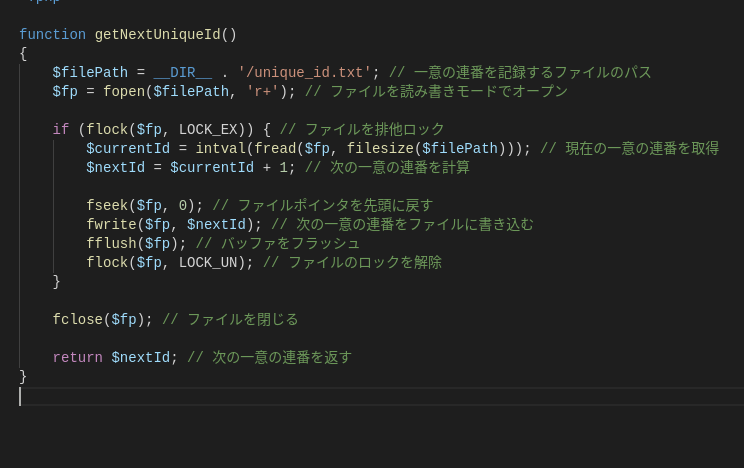 function getNextUniqueId()
{
$filePath = __DIR__ . '/unique_id.txt'; // 一意の連番を記録するファイルのパス
$fp = fopen($filePath, 'r+'); // ファイルを読み書きモードでオープン
if (flock($fp, LOCK_EX)) { // ファイルを排他ロック
$currentId = intval(fread($fp, filesize($filePath))); // 現在の一意の連番を取得
$nextId = $currentId + 1; // 次の一意の連番を計算
fseek($fp, 0); // ファイルポインタを先頭に戻す
fwrite($fp, $nextId); // 次の一意の連番をファイルに書き込む
fflush($fp); // バッファをフラッシュ
flock($fp, LOCK_UN); // ファイルのロックを解除
}
fclose($fp); // ファイルを閉じる
return $nextId; // 次の一意の連番を返す
}